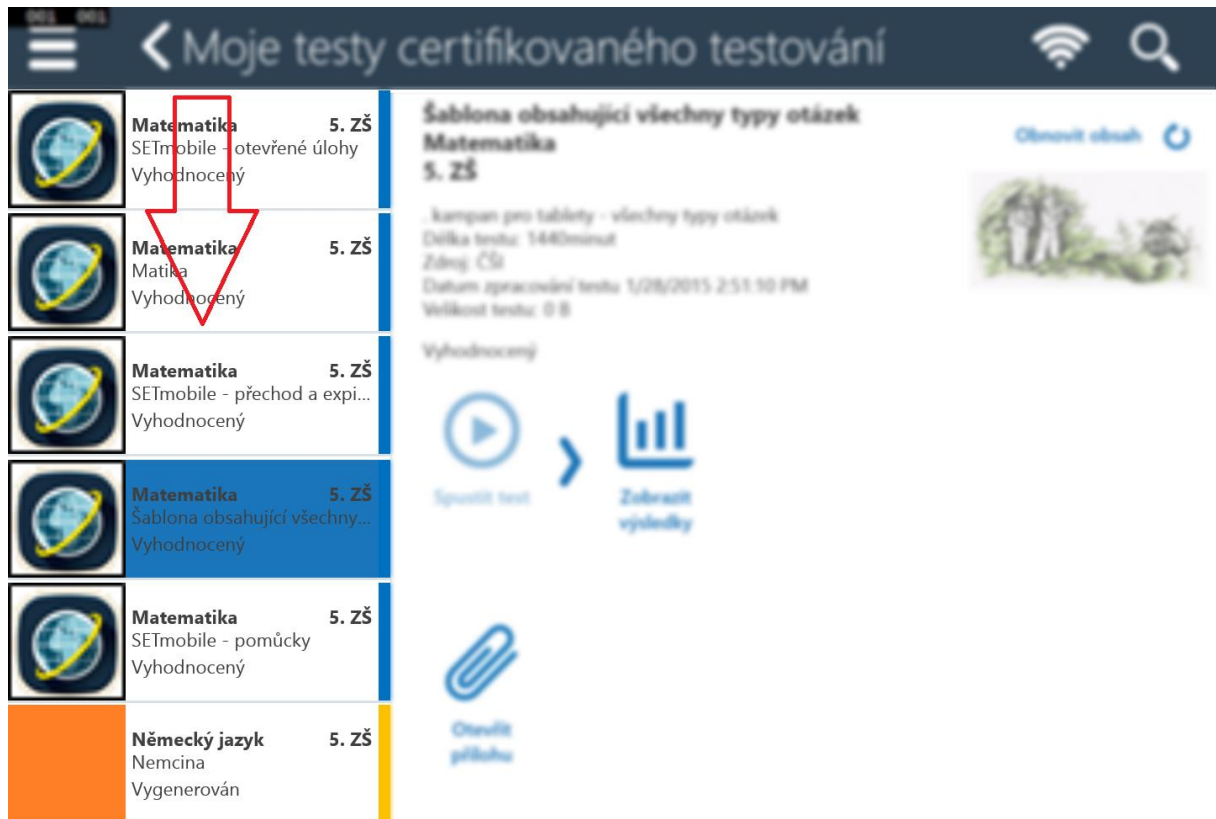 001 001
Moje testy certifikovaného testování
Matematika 5. ZŠ
SETmobile - otevřené úlohy
Vyhodnocený
Matematika 5. ZŠ
Matika
Vyhodnocený
Matematika 5. ZŠ
SETmobile - přechod a expi...
Vyhodnocený
Matematika 5. ZŠ
Šablona obsahující všechny...
Vyhodnocený
Matematika 5. ZŠ
SETmobile - pomůcky
Vyhodnocený
Německý jazyk 5. ZŠ
Nemcina
Vygenerován
Šablona obsahující všechny typy otázek
Matematika
5. ZŠ
Obnovit obsah
. kampan pro tablety - všechny typy otázek
Délka testu: 1440minut
Zdroj: ČŠI
Datum zpracování testu 1/28/2015 2:51:10 PM
Velikost testu: 0 B
Vyhodnocený
Spustit test
Zobrazit
výsledky
Otevřít
přílohu